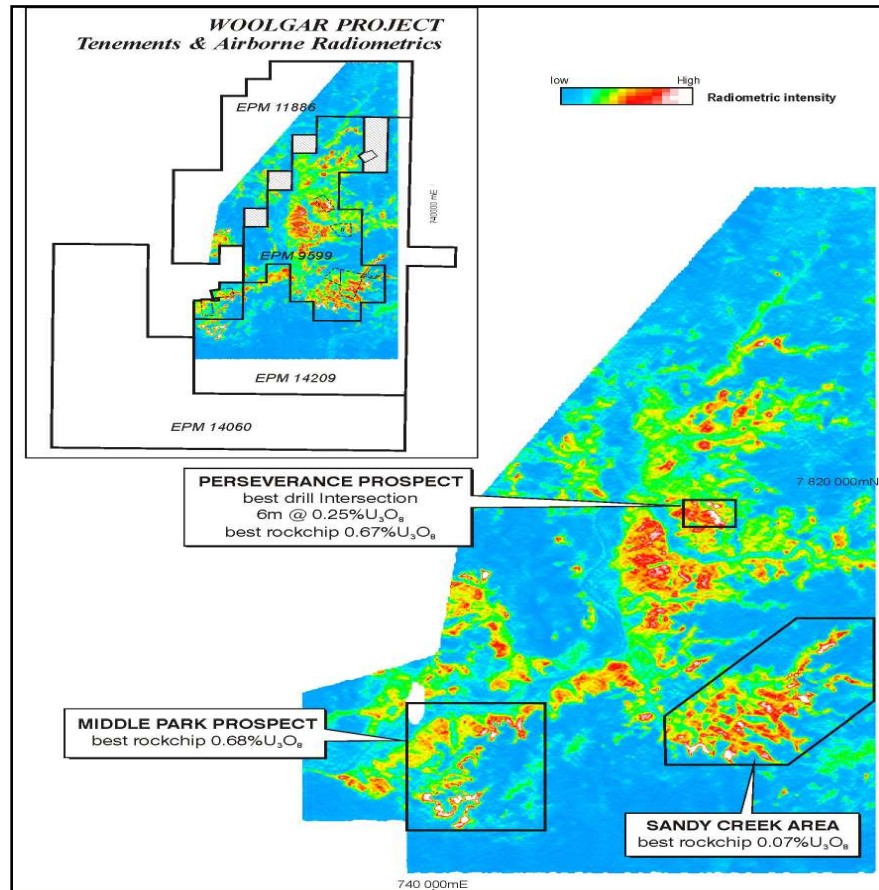 WOOLGAR PROJECT
Tenements & Airborne Radiometrics
low High
Radiometric intensity
EPM 11886
740000 mE
EPM 9599
EPM 14209
EPM 14060
PERSEVERANCE PROSPECT
best drill Intersection
6m @ 0.25%U₃O₈
best rockchip 0.67%U₃O₈
7 820 000mN
MIDDLE PARK PROSPECT
best rockchip 0.68%U₃O₈
SANDY CREEK AREA
best rockchip 0.07%U₃O₈
740 000mE